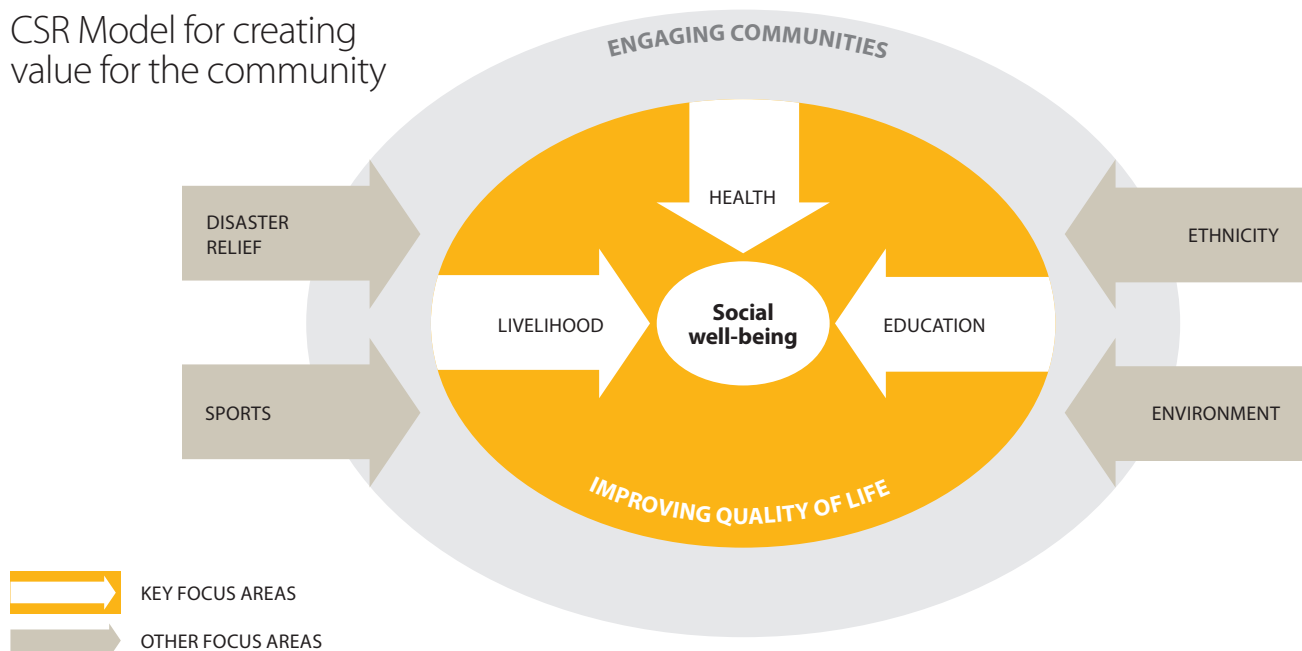 CSR Model for creating
value for the community
ENGAGING COMMUNITIES
HEALTH
DISASTER
RELIEF
ETHNICITY
LIVELIHOOD
Social
well-being
EDUCATION
SPORTS
ENVIRONMENT
IMPROVING QUALITY OF LIFE
KEY FOCUS AREAS
OTHER FOCUS AREAS